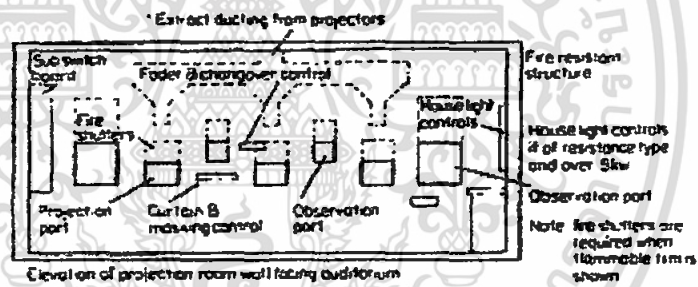 * Extract ducting from projectors
Sub switch
board
Fader & changover control
Fire
shutters
House light
controls
Fire resistant
structure
House light controls
if of resistance type
and over 5kw
Observation port
Projection
port
Curtain &
masking control
Observation
port
Note fire shutters are
required when
flammable film is
shown
Elevation of projection room wall facing auditorium